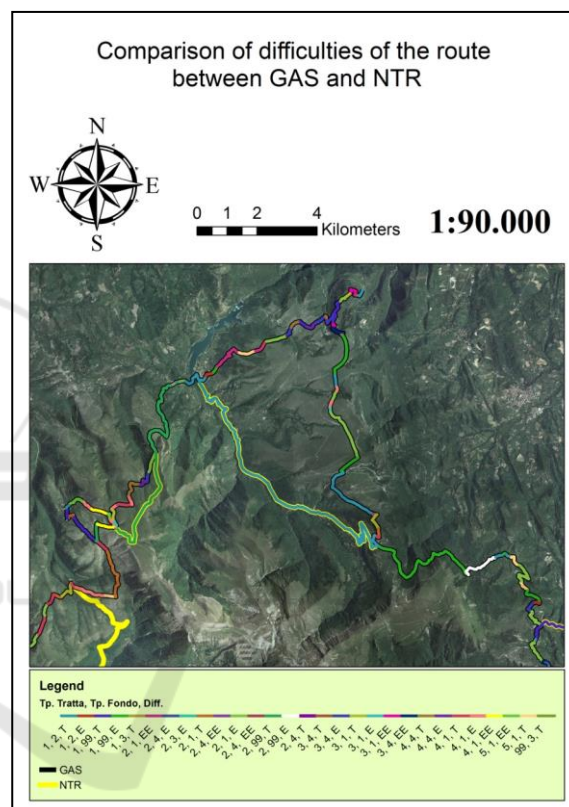 Comparison of difficulties of the route
between GAS and NTR
N
W
E
S
0 1 2 4
Kilometers
1:90.000
Legend
Tp. Tratta, Tp. Fondo, Diff.
1, 2, T
1, 2, E
1, 99, T
1, 99, E
1, 3, T
2, 1, EE
2, 4, E
2, 3, E
2, 1, T
2, 4, EE
2, 1, E
2, 4, EE
2, 99, T
2, 99, E
2, 4, T
3, 4, E
3, 1, T
3, 1, E
3, 1, EE
3, 4, EE
4, 4, T
4, 4, E
4, 1, T
4, 1, E
4, 1, EE
5, 1, EE
5, 1, T
99, 3, T
GAS
NTR